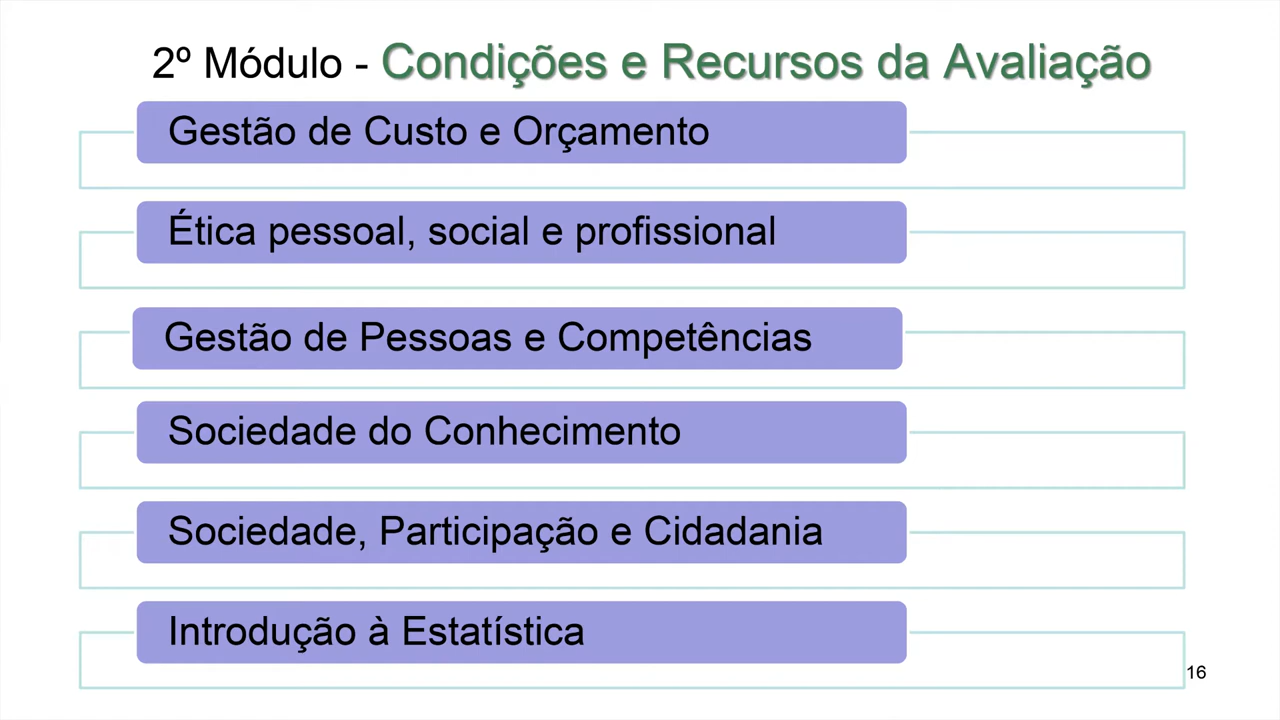 2º Módulo - Condições e Recursos da Avaliação
Gestão de Custo e Orçamento
Ética pessoal, social e profissional
Gestão de Pessoas e Competências
Sociedade do Conhecimento
Sociedade, Participação e Cidadania
Introdução à Estatística
16